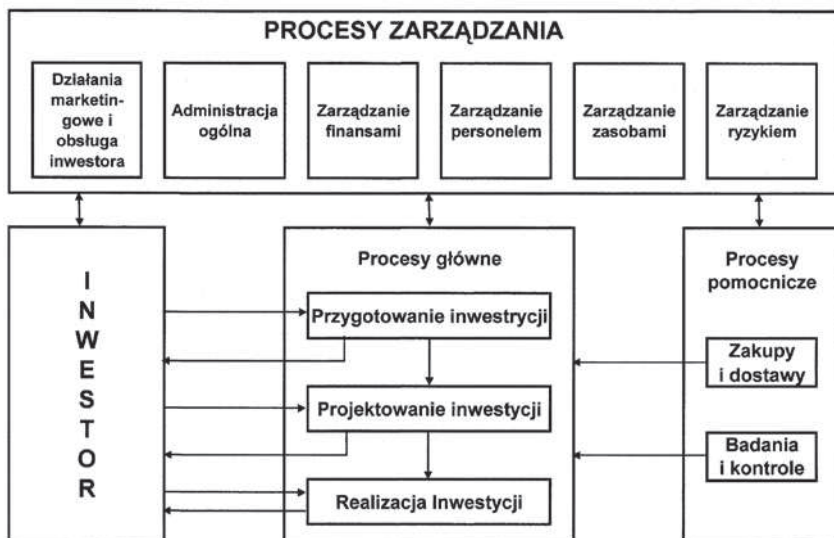 PROCESY ZARZĄDZANIA
Działania
marketin-
gowe i
obsługa
inwestora
Administracja
ogólna
Zarządzanie
finansami
Zarządzanie
personelem
Zarządzanie
zasobami
Zarządzanie
ryzykiem
INWESTOR
Procesy główne
Przygotowanie inwestrycji
Projektowanie inwestycji
Realizacja Inwestycji
Procesy
pomocnicze
Zakupy
i dostawy
Badania
i kontrole